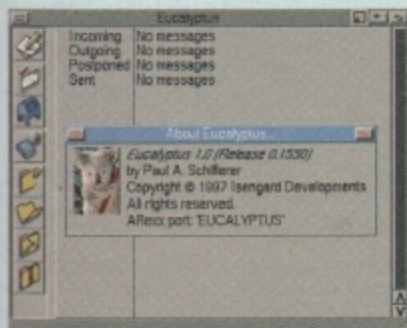 Eucalyptus
Incoming No messages
Outgoing No messages
Postponed No messages
Sent No messages
About Eucalyptus...
Eucalyptus 1.0 (Release 0.1550)
by Paul A. Schifferer
Copyright © 1997 Isengard Developments
All rights reserved.
ARexx port: 'EUCALYPTUS'